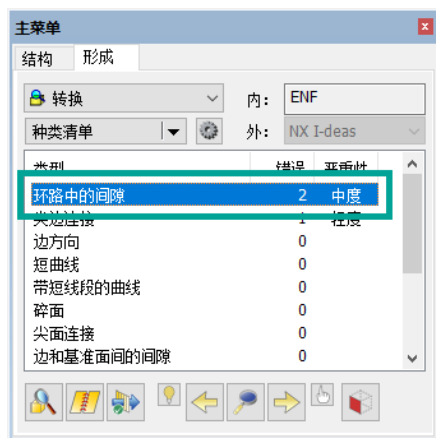 主菜单
结构 形成
转换 内: ENF
种类清单 外: NX I-deas
类型 错误 严重性
环路中的间隙 2 中度
尖边连接 1 轻度
边方向 0
短曲线 0
带短线段的曲线 0
碎面 0
尖面连接 0
边和基准面间的间隙 0